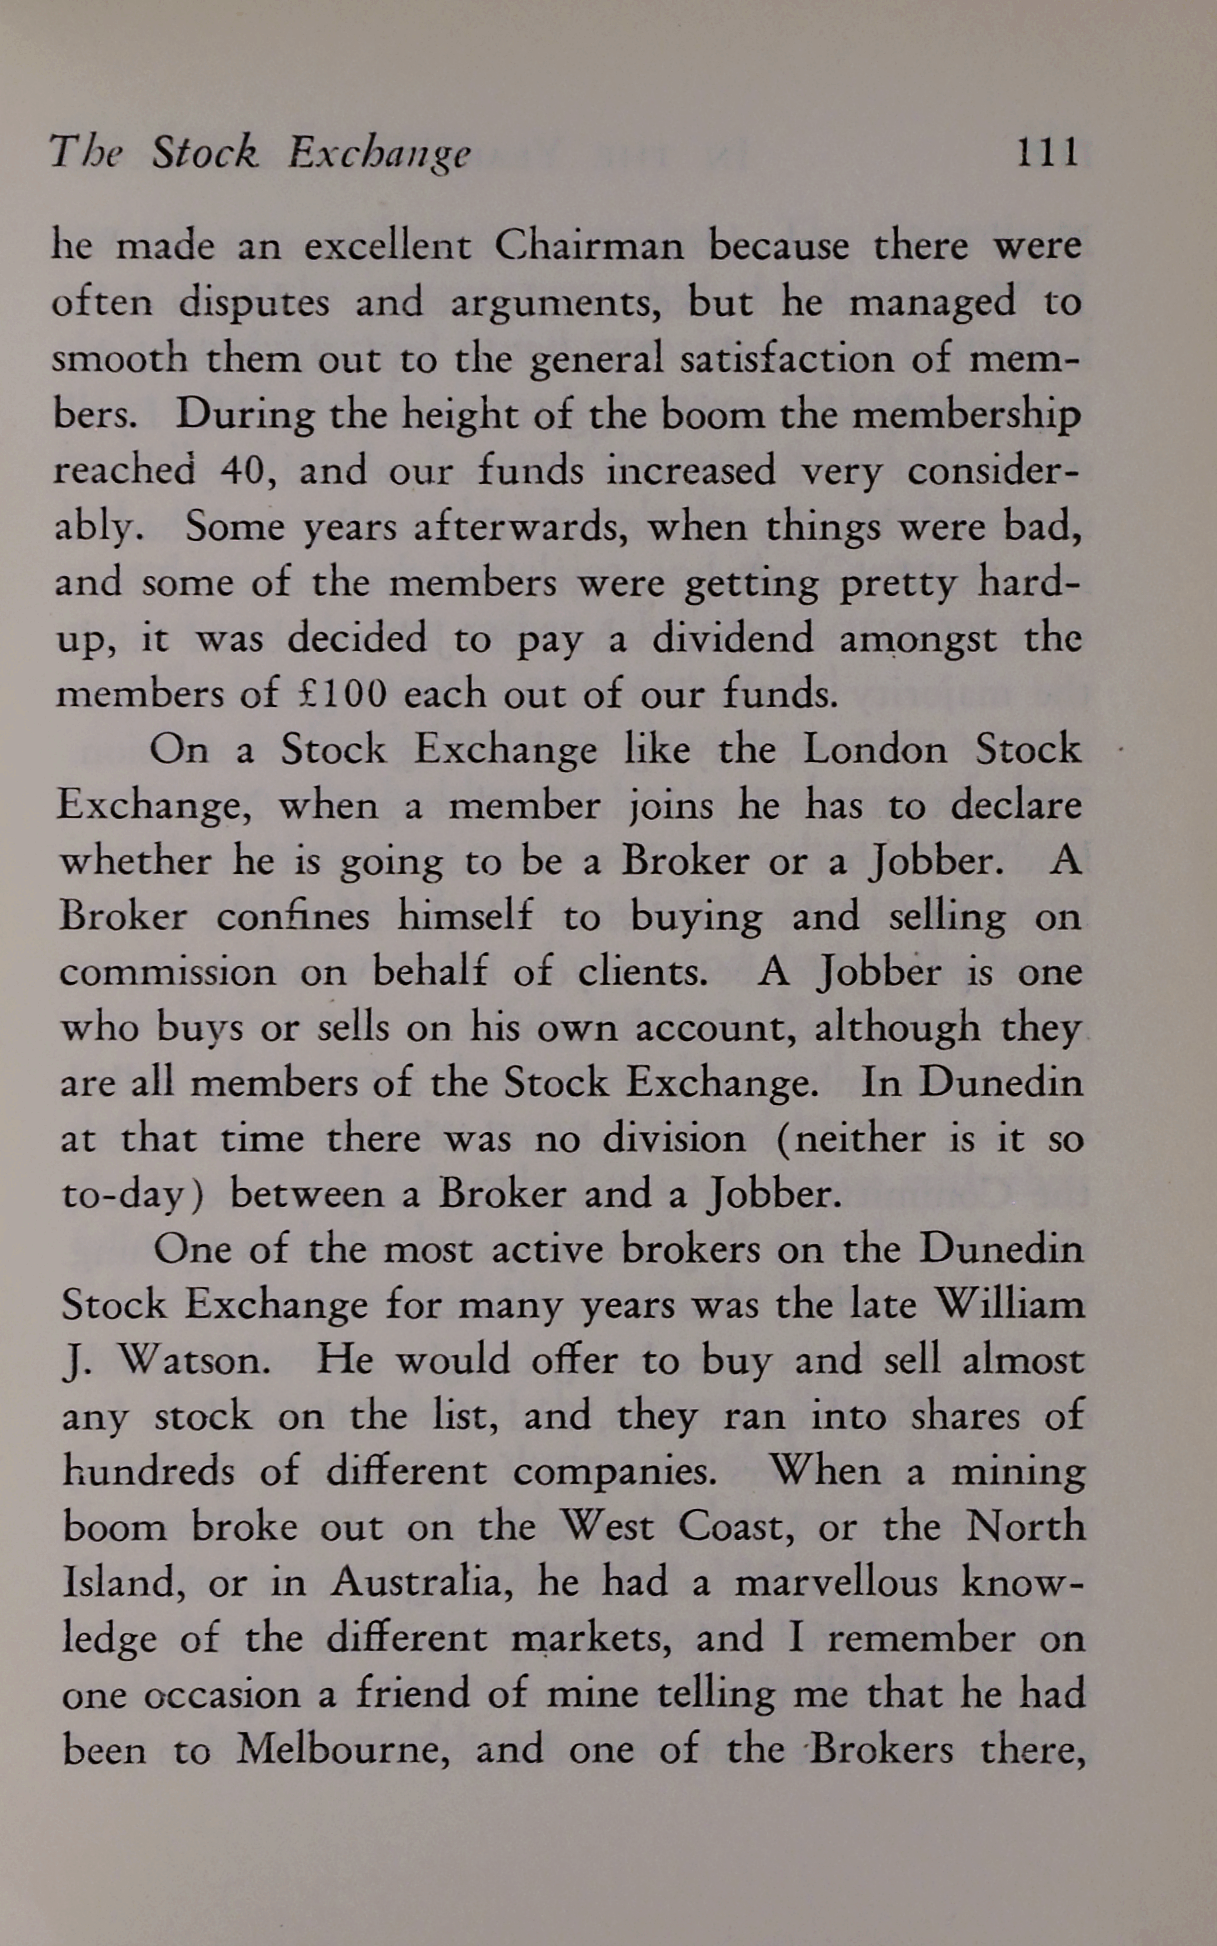 The Stock Exchange 111
he made an excellent Chairman because there were
often disputes and arguments, but he managed to
smooth them out to the general satisfaction of mem-
bers. During the height of the boom the membership
reached 40, and our funds increased very consider-
ably. Some years afterwards, when things were bad,
and some of the members were getting pretty hard-
up, it was decided to pay a dividend amongst the
members of £100 each out of our funds.
On a Stock Exchange like the London Stock
Exchange, when a member joins he has to declare
whether he is going to be a Broker or a Jobber. A
Broker confines himself to buying and selling on
commission on behalf of clients. A Jobber is one
who buys or sells on his own account, although they
are all members of the Stock Exchange. In Dunedin
at that time there was no division (neither is it so
to-day) between a Broker and a Jobber.
One of the most active brokers on the Dunedin
Stock Exchange for many years was the late William
J. Watson. He would offer to buy and sell almost
any stock on the list, and they ran into shares of
hundreds of different companies. When a mining
boom broke out on the West Coast, or the North
Island, or in Australia, he had a marvellous know-
ledge of the different markets, and I remember on
one occasion a friend of mine telling me that he had
been to Melbourne, and one of the Brokers there,